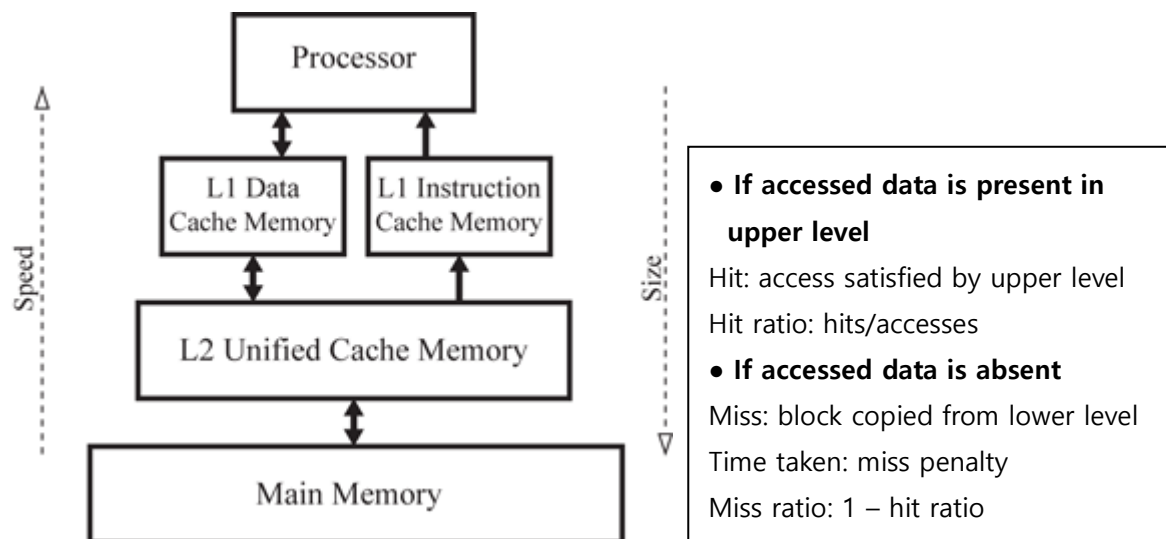 Processor
Speed
L1 Data
Cache Memory
L1 Instruction
Cache Memory
Size
L2 Unified Cache Memory
Main Memory
● If accessed data is present in
upper level
Hit: access satisfied by upper level
Hit ratio: hits/accesses
● If accessed data is absent
Miss: block copied from lower level
Time taken: miss penalty
Miss ratio: 1 – hit ratio